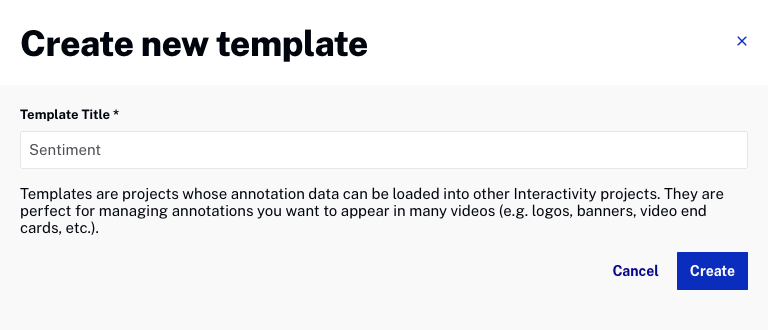 Create new template
×
Template Title *
Sentiment
Templates are projects whose annotation data can be loaded into other Interactivity projects. They are
perfect for managing annotations you want to appear in many videos (e.g. logos, banners, video end
cards, etc.).
Cancel Create